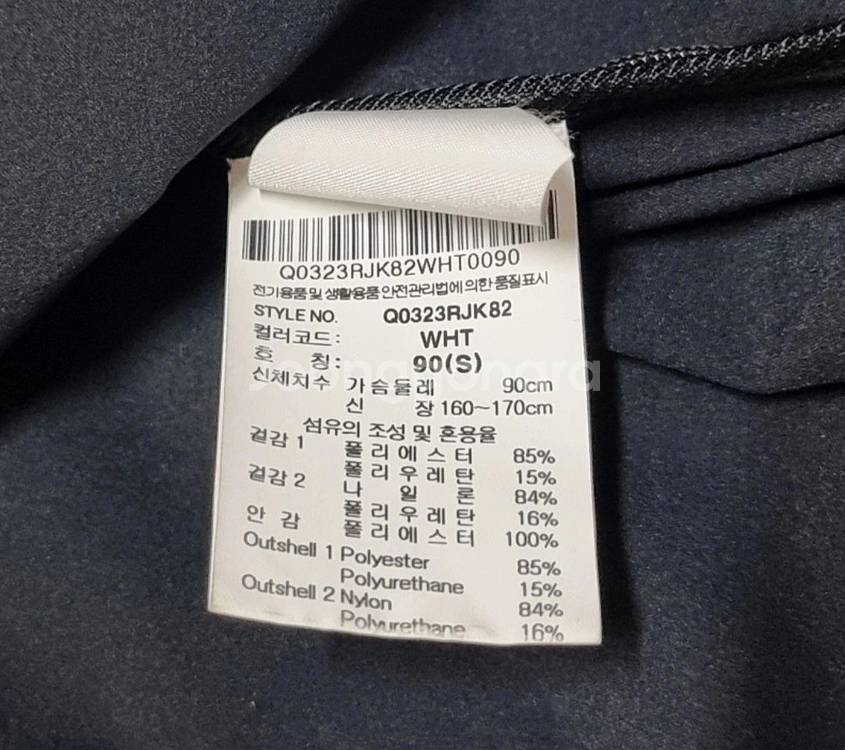 Q0323RJK82WHT0090
전기용품 및 생활용품 안전관리법에 의한 품질표시
STYLE NO. Q0323RJK82
컬러코드: WHT
호 칭: 90(S)
신체치수 가슴둘레 90cm
신 장 160~170cm
섬유의 조성 및 혼용율
겉감 1 폴리에스터 85%
폴리우레탄 15%
겉감 2 나일론 84%
폴리우레탄 16%
안 감 폴리에스터 100%
Outshell 1 Polyester 85%
Polyurethane 15%
Outshell 2 Nylon 84%
Polyurethane 16%